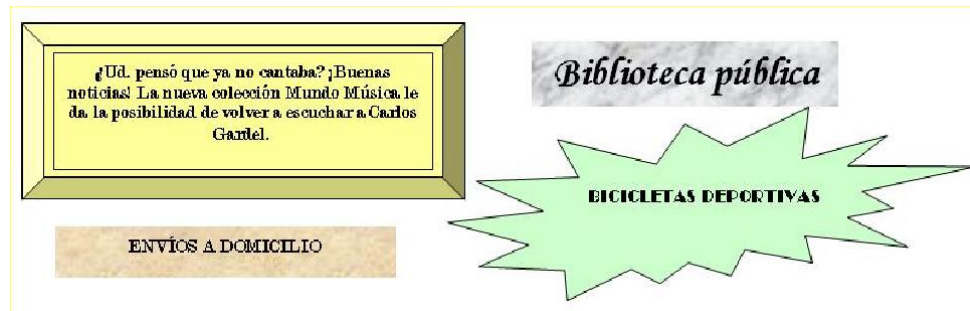 ¿Ud. pensó que ya no cantaba? ¡Buenas
noticias! La nueva colección Mundo Música le
da la posibilidad de volver a escuchar a Carlos
Gardel.
Biblioteca pública
BICICLETAS DEPORTIVAS
ENVÍOS A DOMICILIO